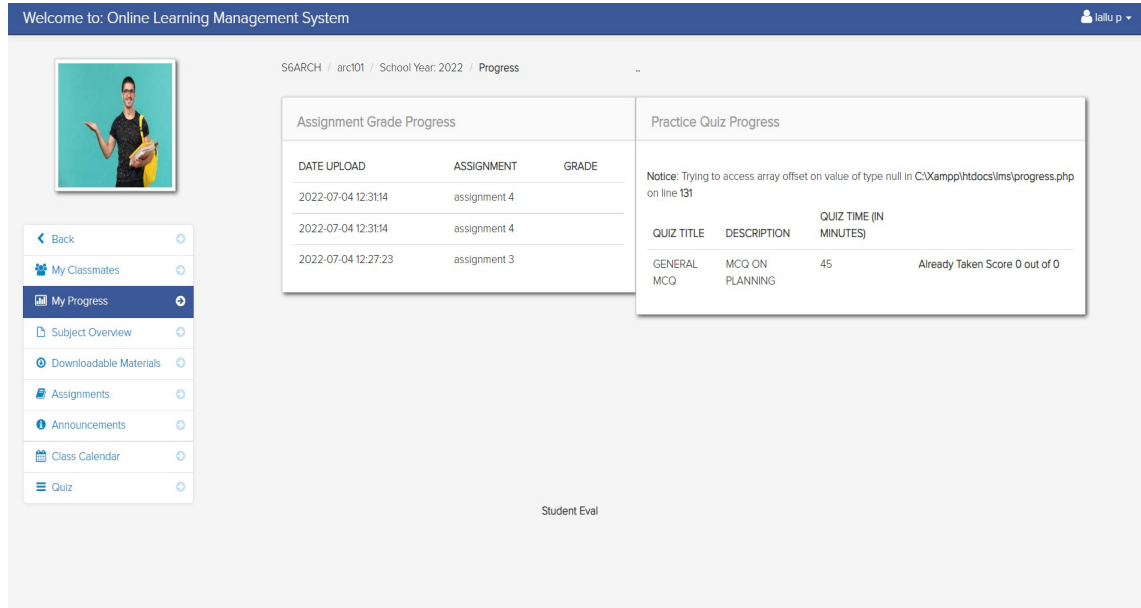 Welcome to: Online Learning Management System
lallu p
S6ARCH / arc101 / School Year: 2022 / Progress
..
Back
My Classmates
My Progress
Subject Overview
Downloadable Materials
Assignments
Announcements
Class Calendar
Quiz
Assignment Grade Progress
DATE UPLOAD ASSIGNMENT GRADE
2022-07-04 12:31:14 assignment 4
2022-07-04 12:31:14 assignment 4
2022-07-04 12:27:23 assignment 3
Practice Quiz Progress
Notice: Trying to access array offset on value of type null in C:\Xampp\htdocs\lms\progress.php
on line 131
QUIZ TITLE DESCRIPTION QUIZ TIME (IN
MINUTES)
GENERAL MCQ ON 45 Already Taken Score 0 out of 0
MCQ PLANNING
Student Eval